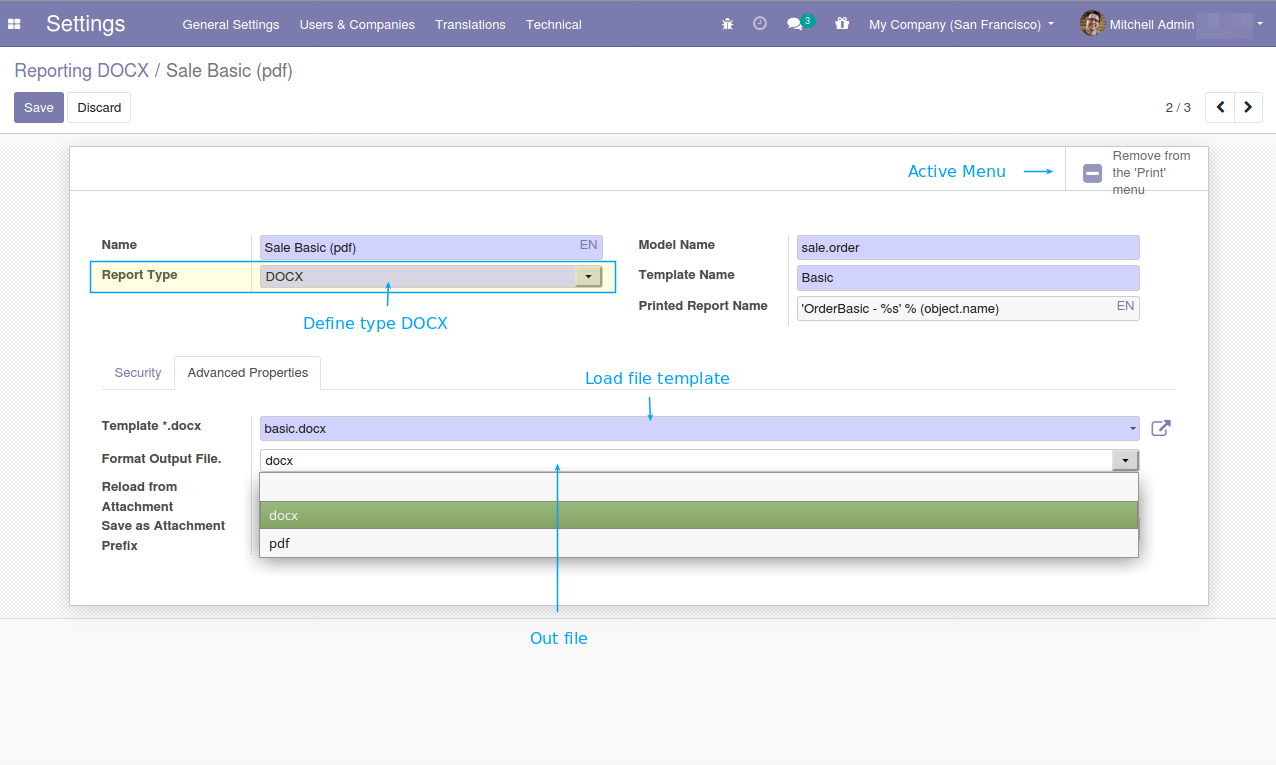 Settings General Settings Users & Companies Translations Technical 3 My Company (San Francisco) Mitchell Admin
Reporting DOCX / Sale Basic (pdf)
Save Discard 2 / 3
Active Menu
Remove from
the 'Print'
menu
Name Sale Basic (pdf) EN Model Name sale.order
Report Type DOCX Template Name Basic
Printed Report Name 'OrderBasic - %s' % (object.name) EN
Define type DOCX
Security Advanced Properties
Load file template
Template *.docx basic.docx
Format Output File. docx
Reload from
Attachment
Save as Attachment
Prefix
docx
pdf
Out file